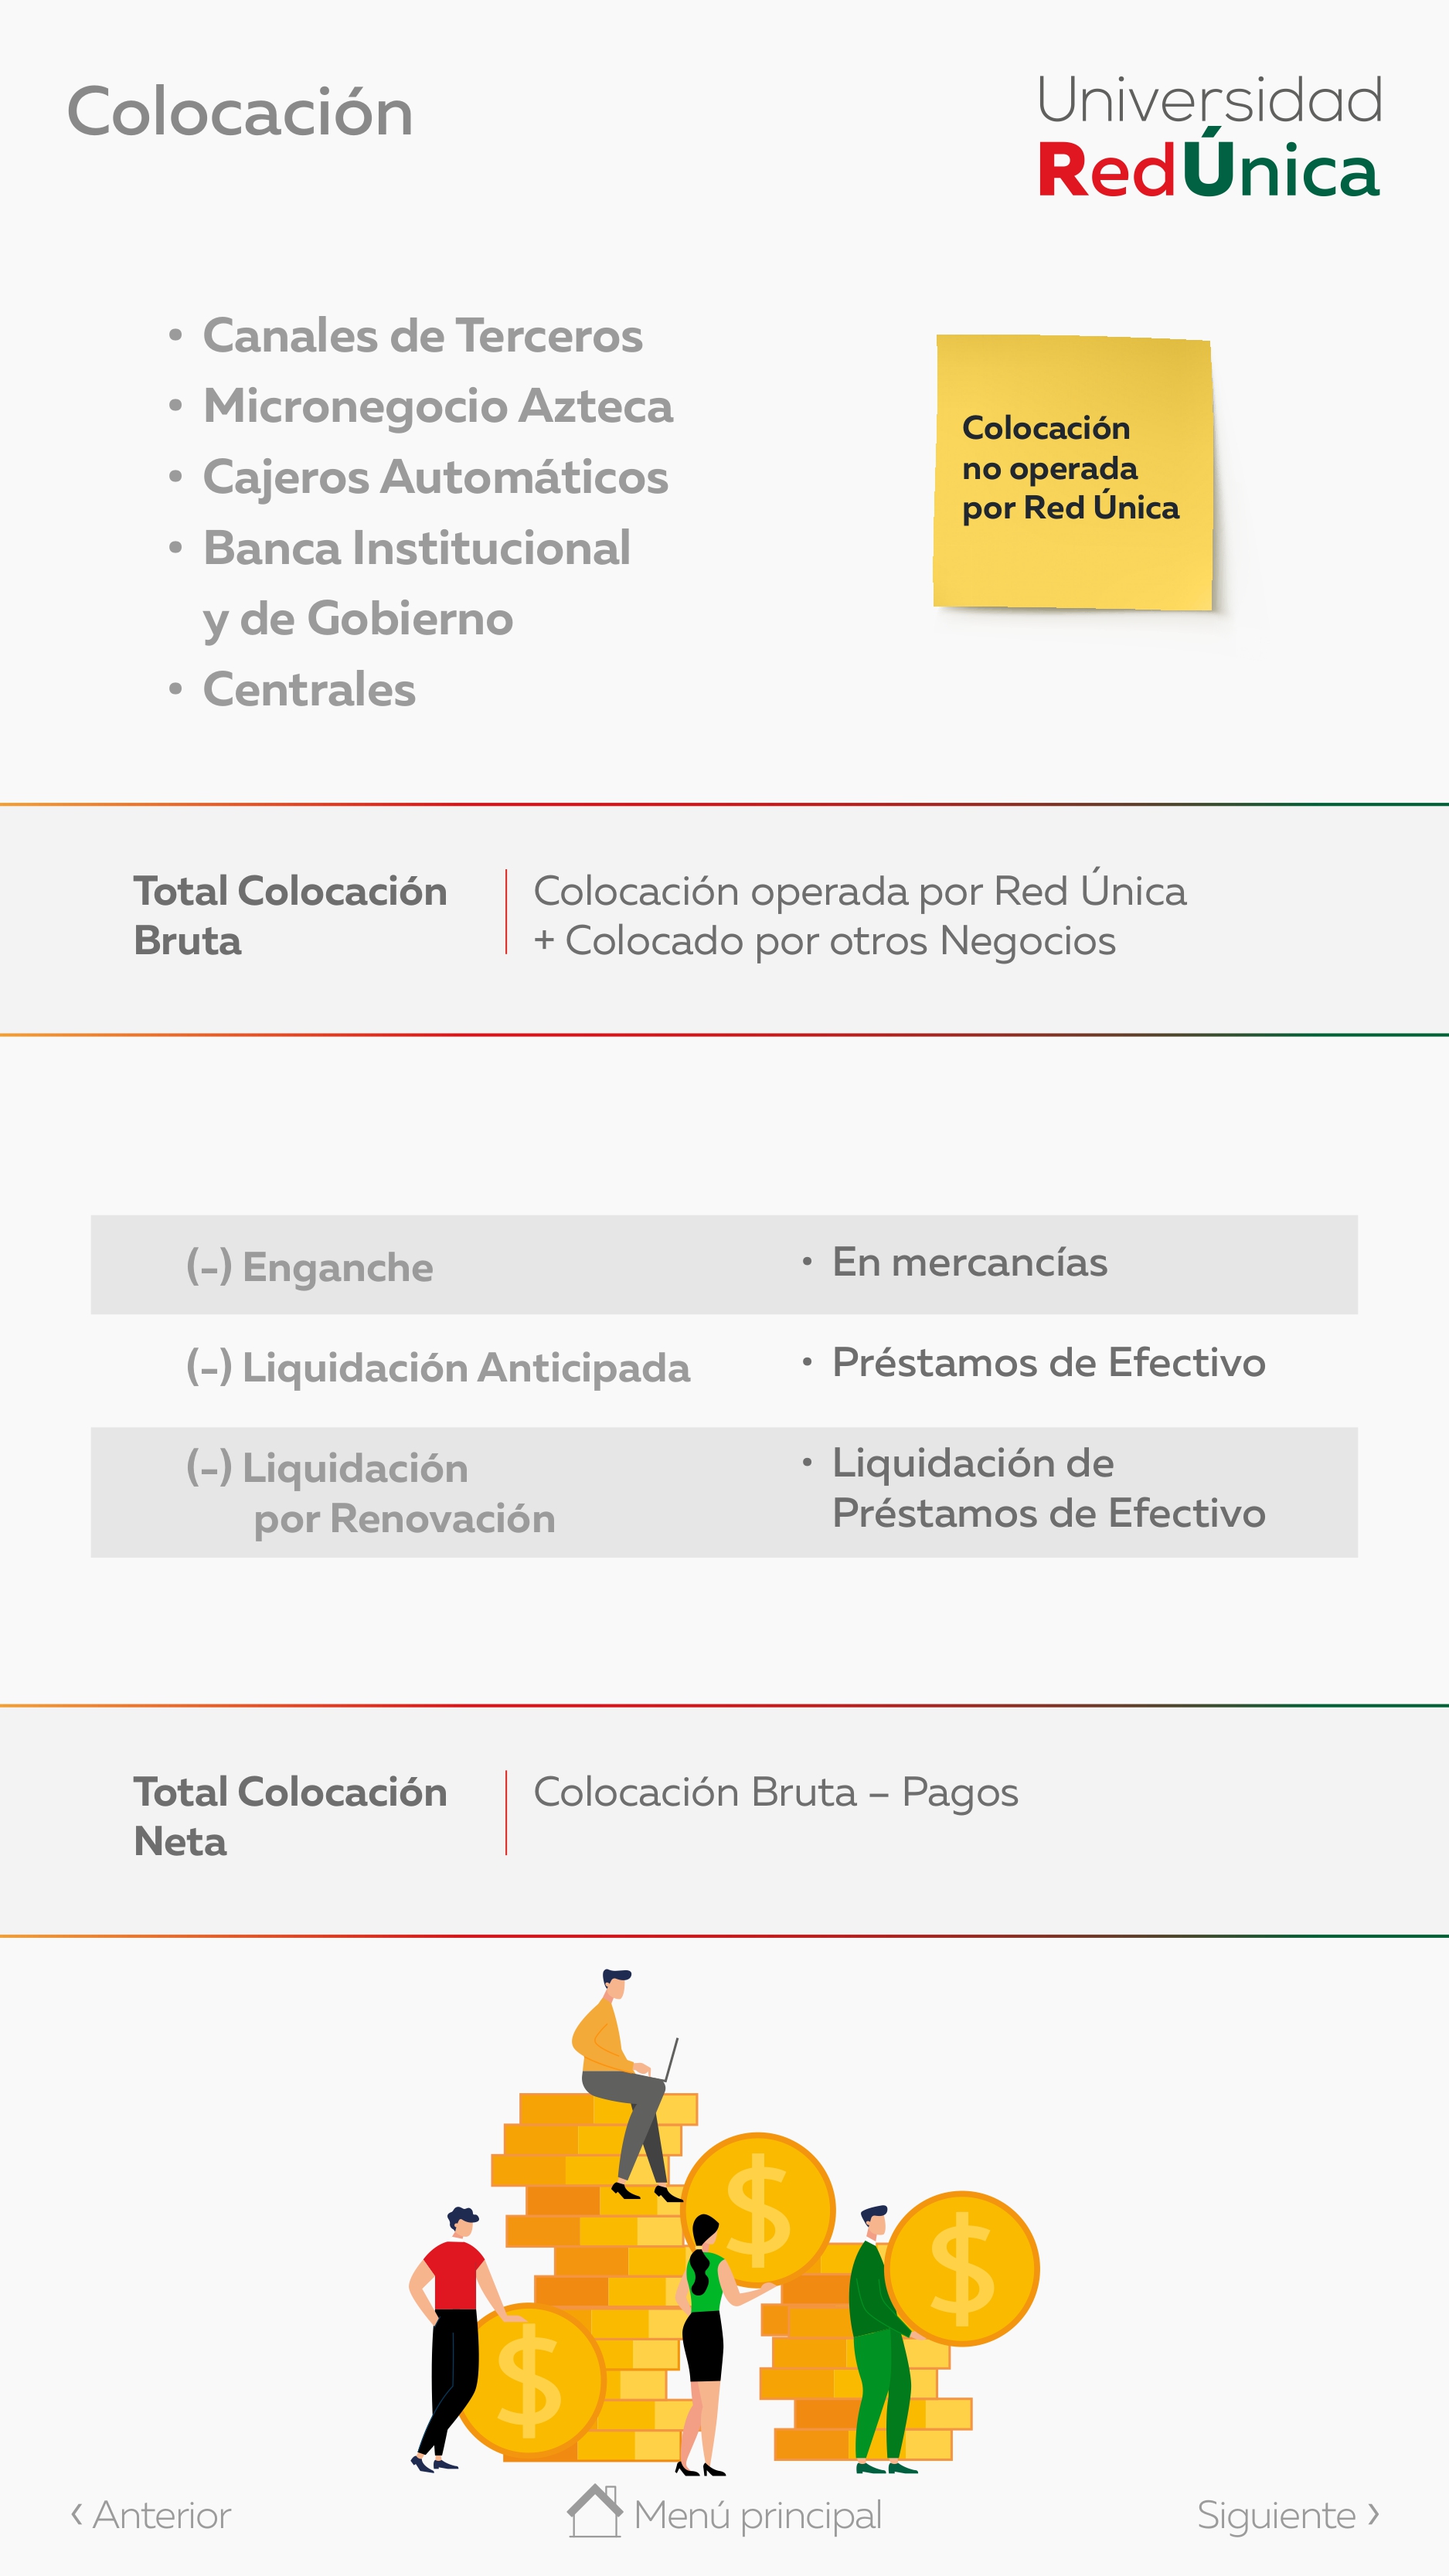 Colocación
Universidad
RedÚnica
• Canales de Terceros
• Micronegocio Azteca
• Cajeros Automáticos
• Banca Institucional
y de Gobierno
• Centrales
Colocación
no operada
por Red Única
Total Colocación
Bruta
Colocación operada por Red Única
+ Colocado por otros Negocios
(-) Enganche
• En mercancías
(-) Liquidación Anticipada
• Préstamos de Efectivo
(-) Liquidación
por Renovación
• Liquidación de
Préstamos de Efectivo
Total Colocación
Neta
Colocación Bruta – Pagos
$
$
$
‹ Anterior
Menú principal
Siguiente ›